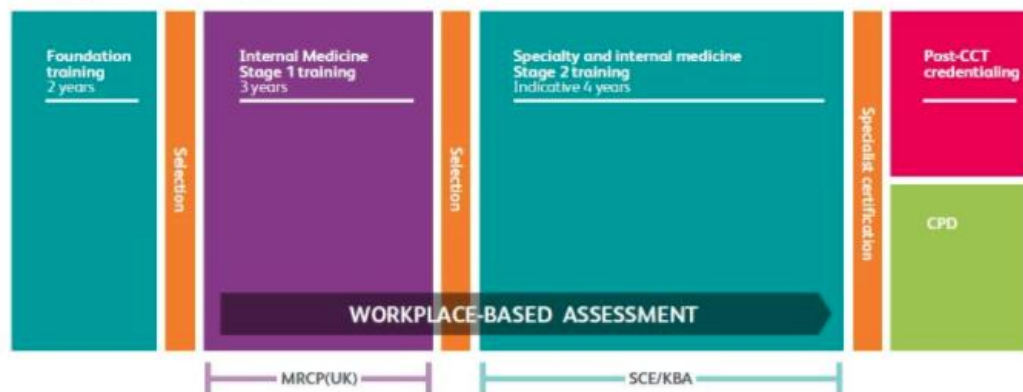 Foundation
training
2 years
Selection
Internal Medicine
Stage 1 training
3 years
Selection
Specialty and internal medicine
Stage 2 training
Indicative 4 years
Specialist certification
Post-CCT
credentialing
CPD
WORKPLACE-BASED ASSESSMENT
MRCP(UK)
SCE/KBA